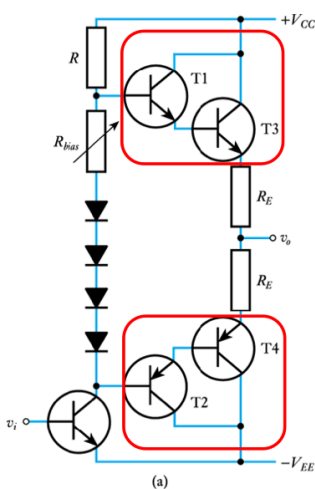 +V_CC
R
T1
T3
R_bias
R_E
v_o
R_E
T4
T2
v_i
−V_EE
(a)